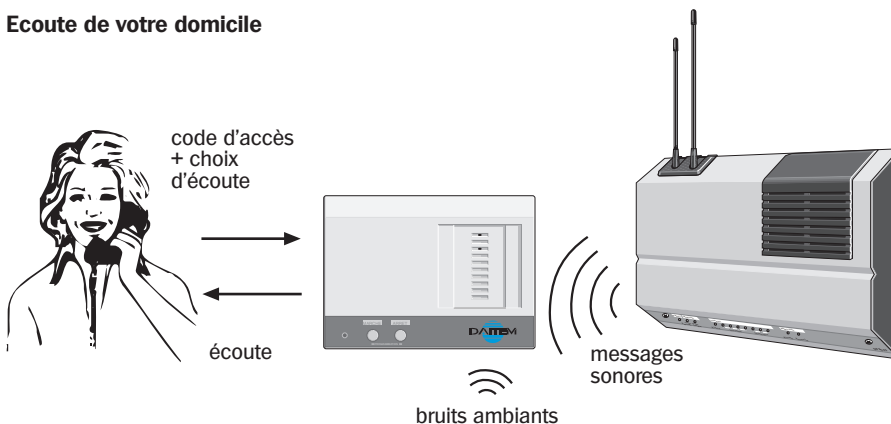 Ecoute de votre domicile
code d'accès
+ choix
d'écoute
écoute
DAITEM
messages
sonores
bruits ambiants